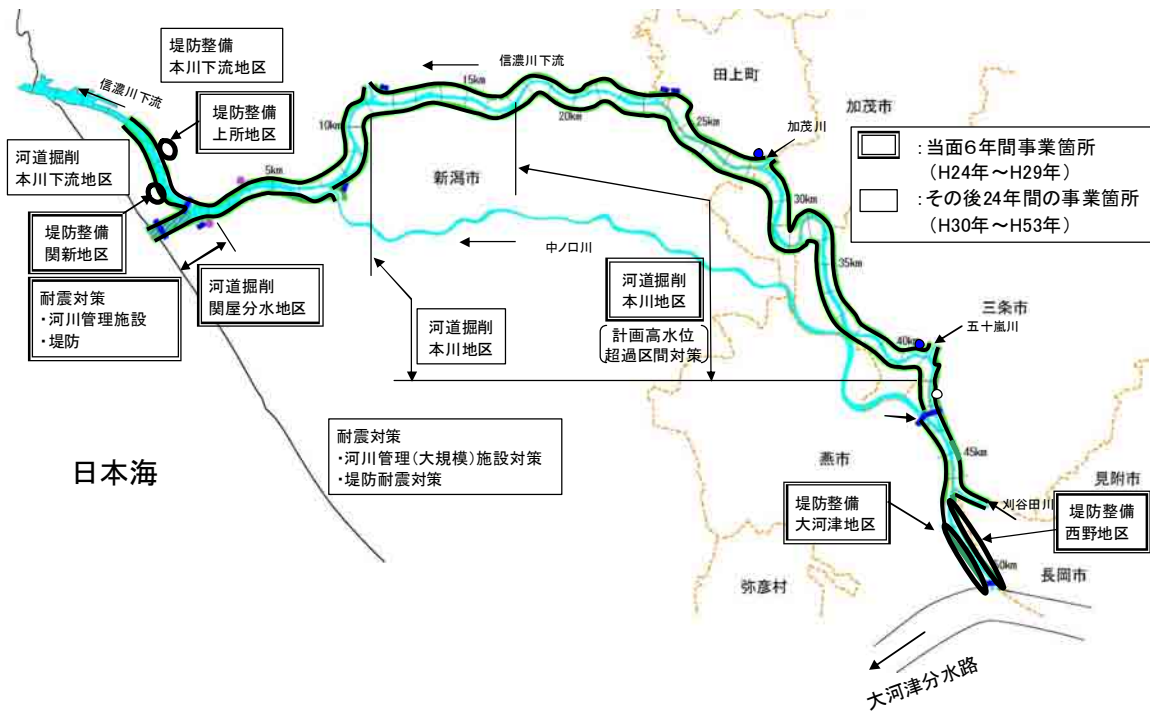 堤防整備
本川下流地区
信濃川下流
堤防整備
上所地区
河道掘削
本川下流地区
堤防整備
関新地区
耐震対策
・河川管理施設
・堤防
河道掘削
関屋分水地区
5km
10km
信濃川下流
15km
20km
25km
田上町
加茂市
加茂川
：当面6年間事業箇所
（H24年～H29年）
：その後24年間の事業箇所
（H30年～H53年）
新潟市
30km
中ノ口川
35km
河道掘削
本川地区
河道掘削
本川地区
計画高水位
超過区間対策
三条市
五十嵐川
40km
耐震対策
・河川管理（大規模）施設対策
・堤防耐震対策
日本海
燕市
45km
見附市
刈谷田川
堤防整備
大河津地区
堤防整備
西野地区
50km
長岡市
弥彦村
大河津分水路